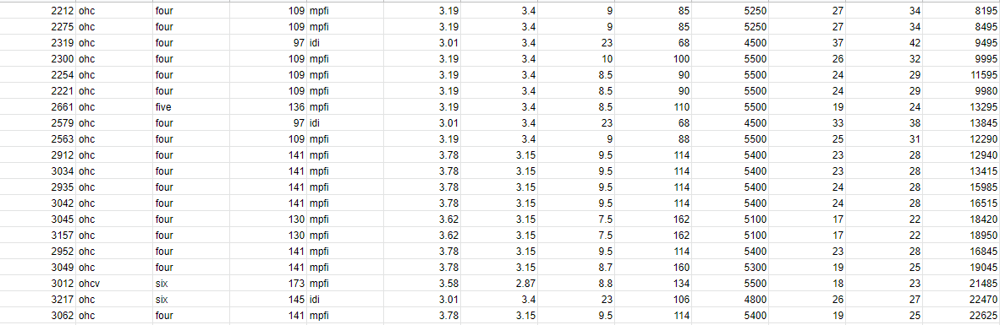 2212 ohc four 109 mpfi 3.19 3.4 9 85 5250 27 34 8195
2275 ohc four 109 mpfi 3.19 3.4 9 85 5250 27 34 8495
2319 ohc four 97 idi 3.01 3.4 23 68 4500 37 42 9495
2300 ohc four 109 mpfi 3.19 3.4 10 100 5500 26 32 9995
2254 ohc four 109 mpfi 3.19 3.4 8.5 90 5500 24 29 11595
2221 ohc four 109 mpfi 3.19 3.4 8.5 90 5500 24 29 9980
2661 ohc five 136 mpfi 3.19 3.4 8.5 110 5500 19 24 13295
2579 ohc four 97 idi 3.01 3.4 23 68 4500 33 38 13845
2563 ohc four 109 mpfi 3.19 3.4 9 88 5500 25 31 12290
2912 ohc four 141 mpfi 3.78 3.15 9.5 114 5400 23 28 12940
3034 ohc four 141 mpfi 3.78 3.15 9.5 114 5400 23 28 13415
2935 ohc four 141 mpfi 3.78 3.15 9.5 114 5400 24 28 15985
3042 ohc four 141 mpfi 3.78 3.15 9.5 114 5400 24 28 16515
3045 ohc four 130 mpfi 3.62 3.15 7.5 162 5100 17 22 18420
3157 ohc four 130 mpfi 3.62 3.15 7.5 162 5100 17 22 18950
2952 ohc four 141 mpfi 3.78 3.15 9.5 114 5400 23 28 16845
3049 ohc four 141 mpfi 3.78 3.15 8.7 160 5300 19 25 19045
3012 ohcv six 173 mpfi 3.58 2.87 8.8 134 5500 18 23 21485
3217 ohc six 145 idi 3.01 3.4 23 106 4800 26 27 22470
3062 ohc four 141 mpfi 3.78 3.15 9.5 114 5400 19 25 22625